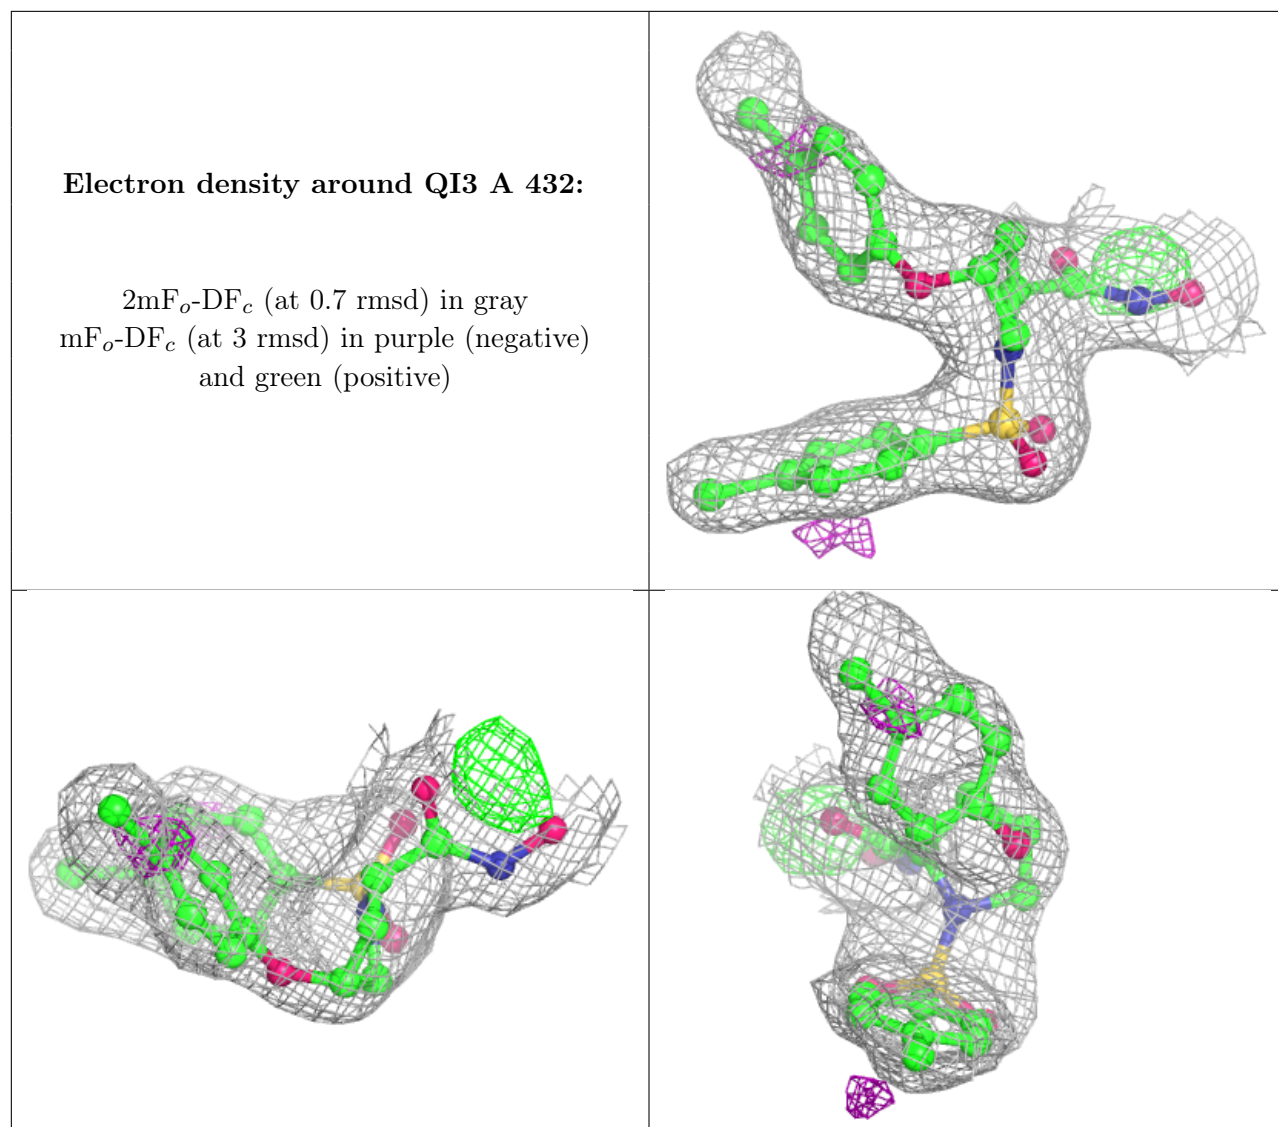 Electron density around QI3 A 432:
2mFo-DFc (at 0.7 rmsd) in gray
mFo-DFc (at 3 rmsd) in purple (negative)
and green (positive)